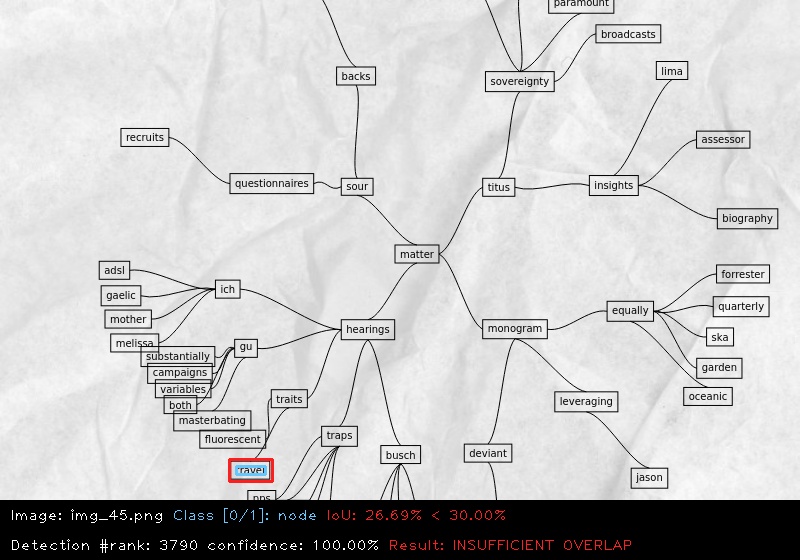 paramount
broadcasts
sovereignty
lima
backs
recruits
assessor
questionnaires
sour
titus
insights
biography
matter
adsl
forrester
ich
gaelic
quarterly
equally
mother
hearings
monogram
ska
melissa
gu
substantially
garden
campaigns
variables
oceanic
traits
leveraging
both
masterbating
traps
fluorescent
deviant
busch
travel
jason
pps
Image: img_45.png Class [0/1]: node IoU: 26.69% < 30.00%
Detection #rank: 3790 confidence: 100.00% Result: INSUFFICIENT OVERLAP